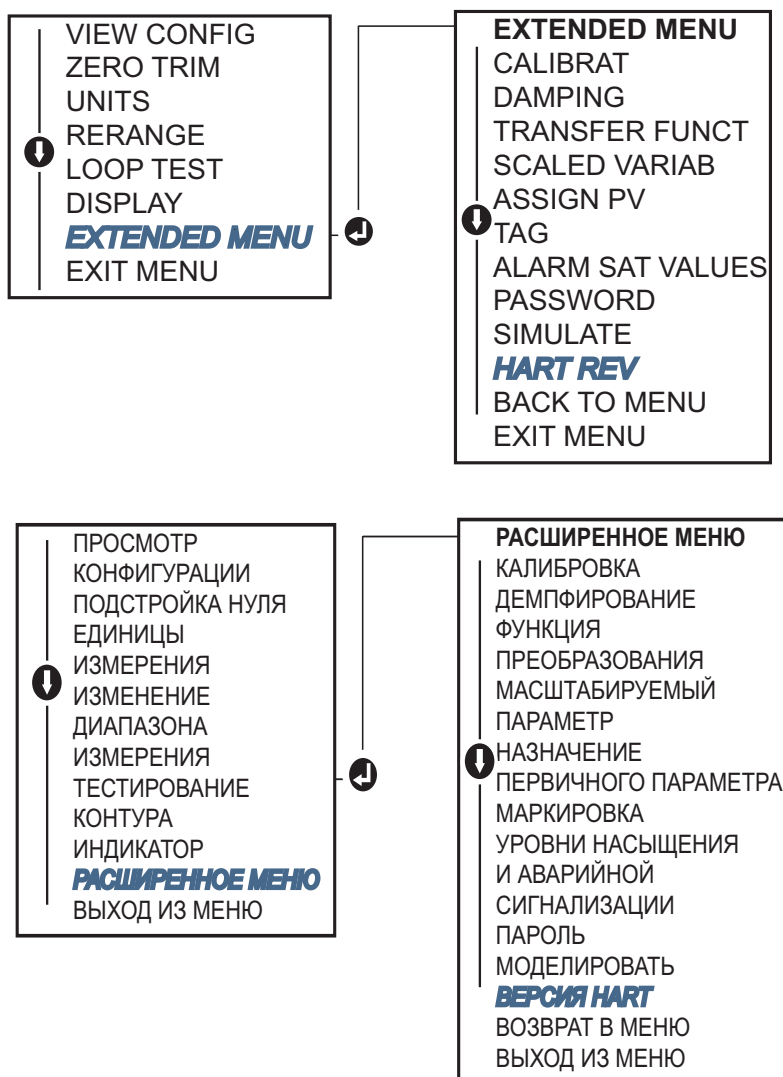 VIEW CONFIG
ZERO TRIM
UNITS
RERANGE
LOOP TEST
DISPLAY
EXTENDED MENU
EXIT MENU
EXTENDED MENU
CALIBRAT
DAMPING
TRANSFER FUNCT
SCALED VARIAB
ASSIGN PV
TAG
ALARM SAT VALUES
PASSWORD
SIMULATE
HART REV
BACK TO MENU
EXIT MENU
ПРОСМОТР
КОНФИГУРАЦИИ
ПОДСТРОЙКА НУЛЯ
ЕДИНИЦЫ
ИЗМЕРЕНИЯ
ИЗМЕНЕНИЕ
ДИАПАЗОНА
ИЗМЕРЕНИЯ
ТЕСТИРОВАНИЕ
КОНТУРА
ИНДИКАТОР
РАСШИРЕННОЕ МЕНЮ
ВЫХОД ИЗ МЕНЮ
РАСШИРЕННОЕ МЕНЮ
КАЛИБРОВКА
ДЕМПФИРОВАНИЕ
ФУНКЦИЯ
ПРЕОБРАЗОВАНИЯ
МАСШТАБИРУЕМЫЙ
ПАРАМЕТР
НАЗНАЧЕНИЕ
ПЕРВИЧНОГО ПАРАМЕТРА
МАРКИРОВКА
УРОВНИ НАСЫЩЕНИЯ
И АВАРИЙНОЙ
СИГНАЛИЗАЦИИ
ПАРОЛЬ
МОДЕЛИРОВАТЬ
ВЕРСИЯ HART
ВОЗВРАТ В МЕНЮ
ВЫХОД ИЗ МЕНЮ